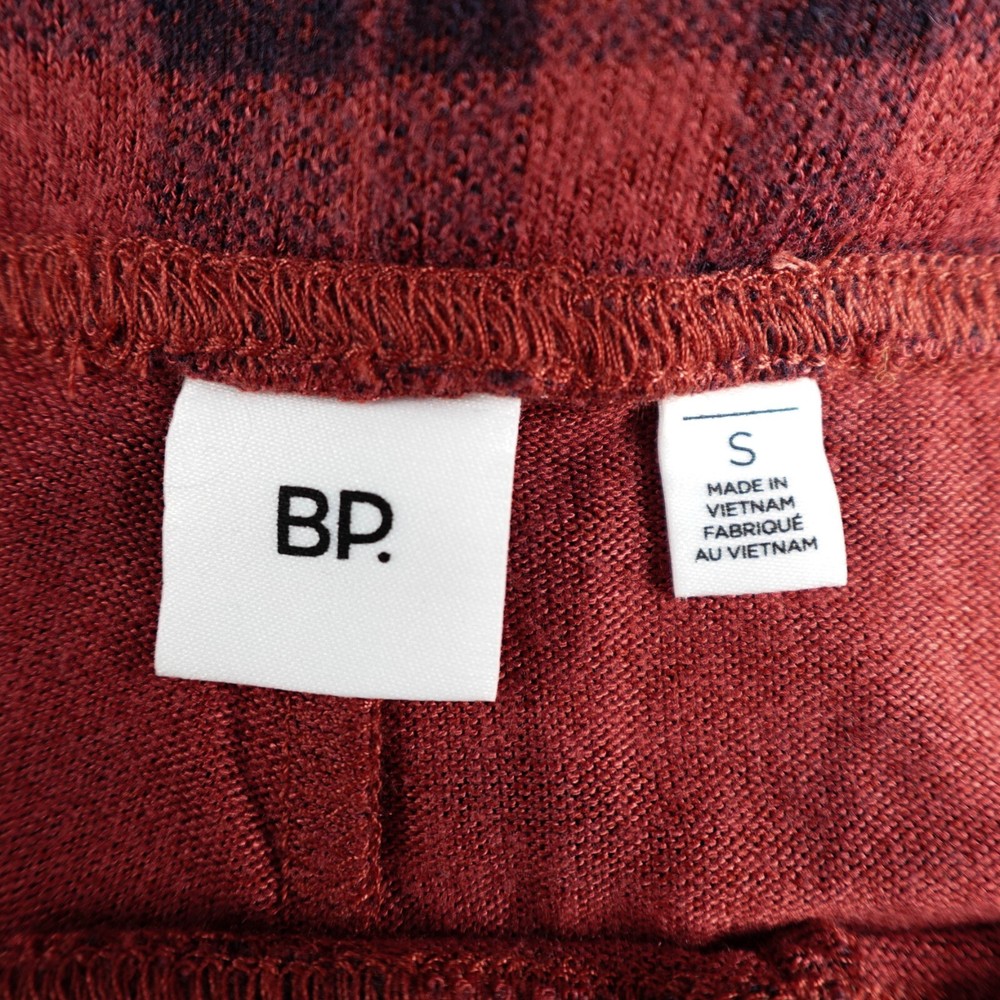 BP.
S
MADE IN
VIETNAM
FABRIQUÉ
AU VIETNAM